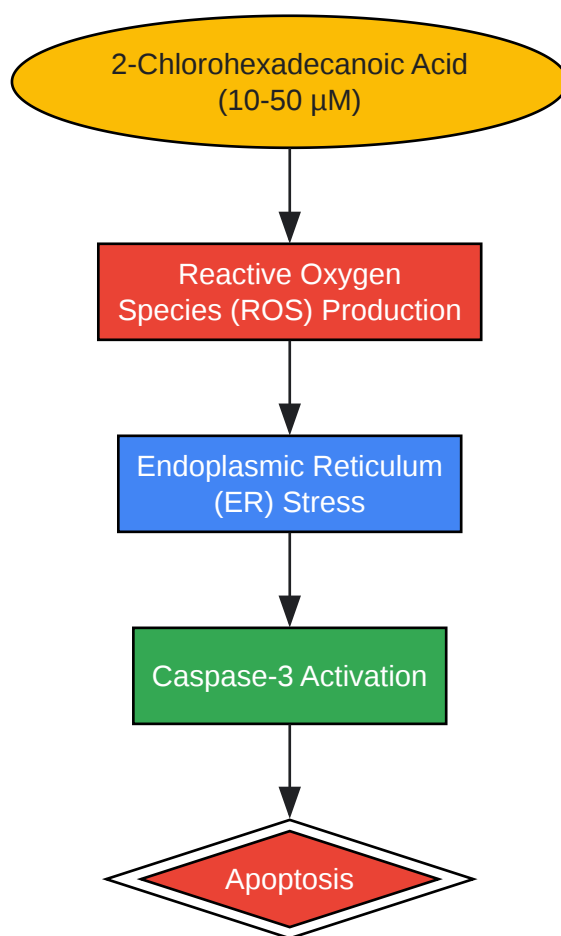 2-Chlorohexadecanoic Acid
(10-50 µM)
Reactive Oxygen
Species (ROS) Production
Endoplasmic Reticulum
(ER) Stress
Caspase-3 Activation
Apoptosis